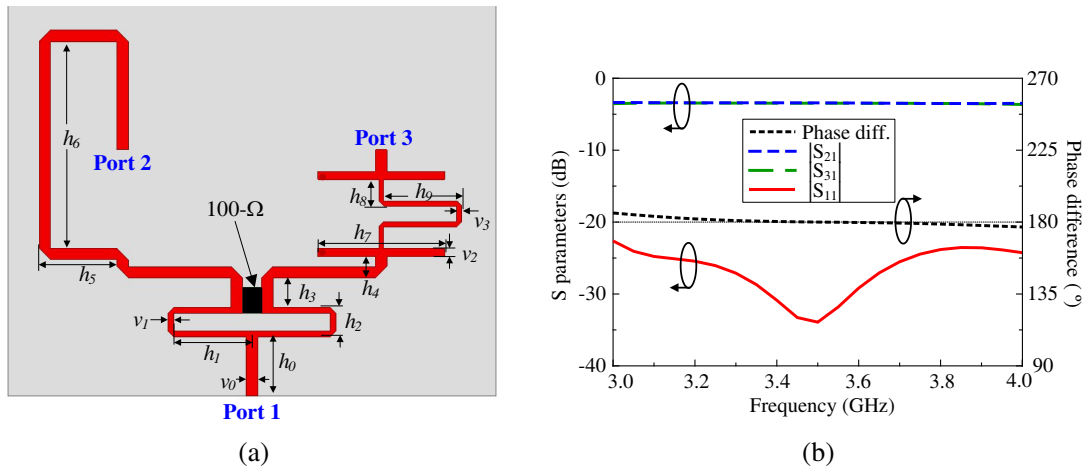 h6
Port 2
Port 3
h8
h9
v3
100-Ω
h7
v2
h5
h4
h3
v1
h2
h1
h0
v0
Port 1
(a)
0
-10
-20
-30
-40
S parameters (dB)
270
225
180
135
90
Phase difference (°)
Phase diff.
|S21|
|S31|
|S11|
3.0
3.2
3.4
3.6
3.8
4.0
Frequency (GHz)
(b)